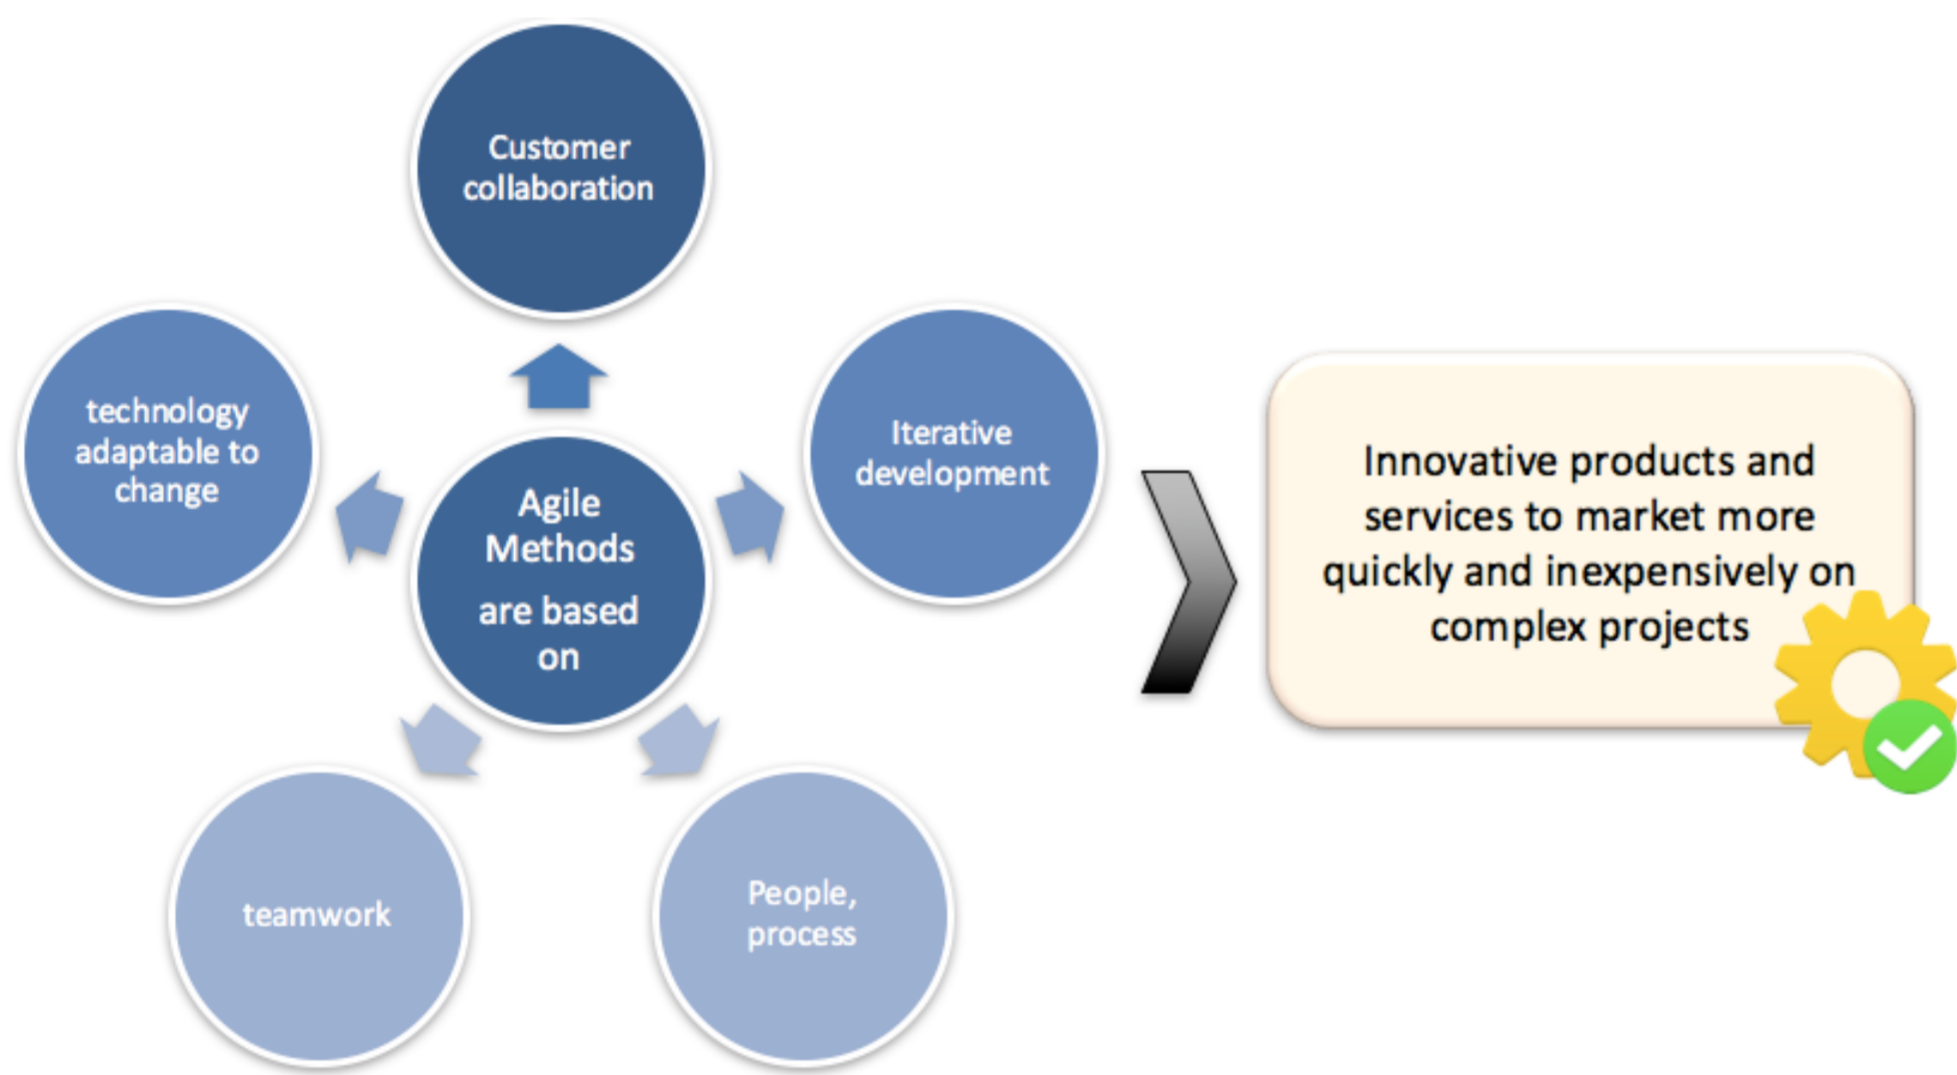 Customer
collaboration
technology
adaptable to
change
Iterative
development
Agile
Methods
are based
on
teamwork
People,
process
Innovative products and
services to market more
quickly and inexpensively on
complex projects